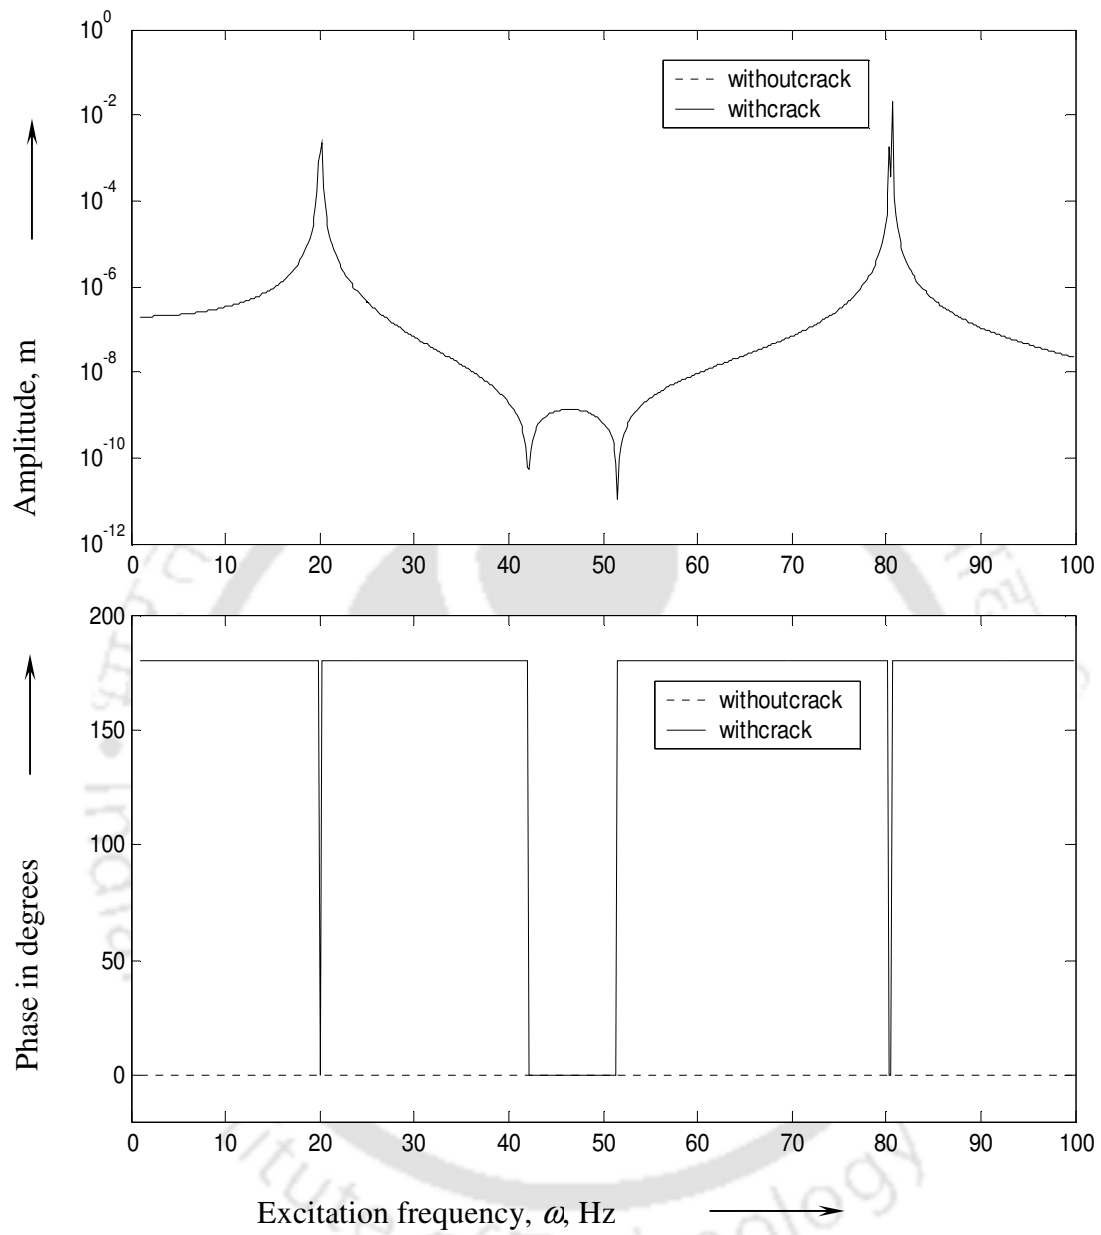 10^0
10^-2
10^-4
10^-6
10^-8
10^-10
10^-12
Amplitude, m
withoutcrack
withcrack
0 10 20 30 40 50 60 70 80 90 100
200
150
100
50
0
Phase in degrees
withoutcrack
withcrack
0 10 20 30 40 50 60 70 80 90 100
Excitation frequency, ω, Hz